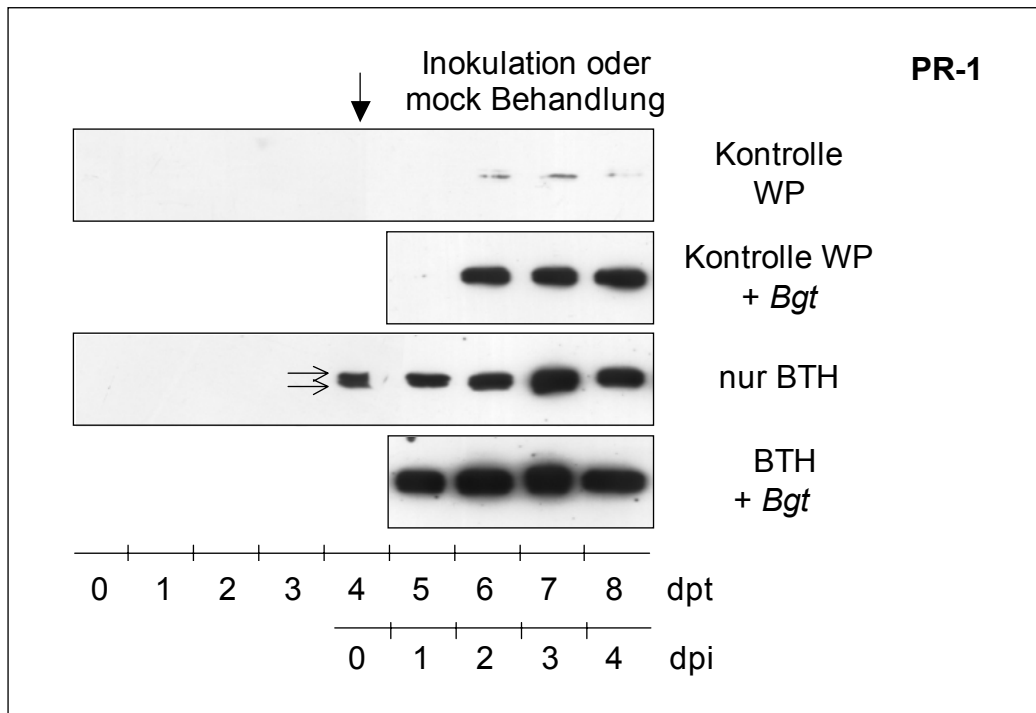 Inokulation oder
mock Behandlung
PR-1
Kontrolle
WP
Kontrolle WP
+ Bgt
nur BTH
BTH
+ Bgt
0 1 2 3 4 5 6 7 8 dpt
0 1 2 3 4 dpi